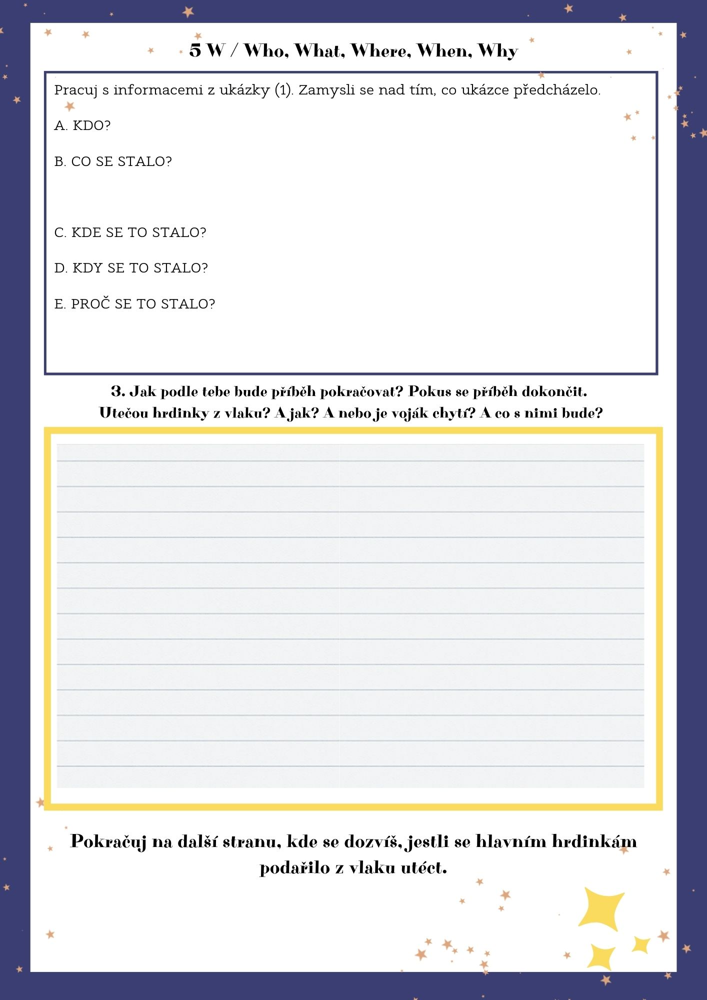 5 W / Who, What, Where, When, Why
Pracuj s informacemi z ukázky (1). Zamysli se nad tím, co ukázce předcházelo.
A. KDO?
B. CO SE STALO?
C. KDE SE TO STALO?
D. KDY SE TO STALO?
E. PROČ SE TO STALO?
3. Jak podle tebe bude příběh pokračovat? Pokus se příběh dokončit.
Utečou hrdinky z vlaku? A jak? A nebo je voják chytí? A co s nimi bude?
Pokračuj na další stranu, kde se dozvíš, jestli se hlavním hrdinkám
podařilo z vlaku utéct.